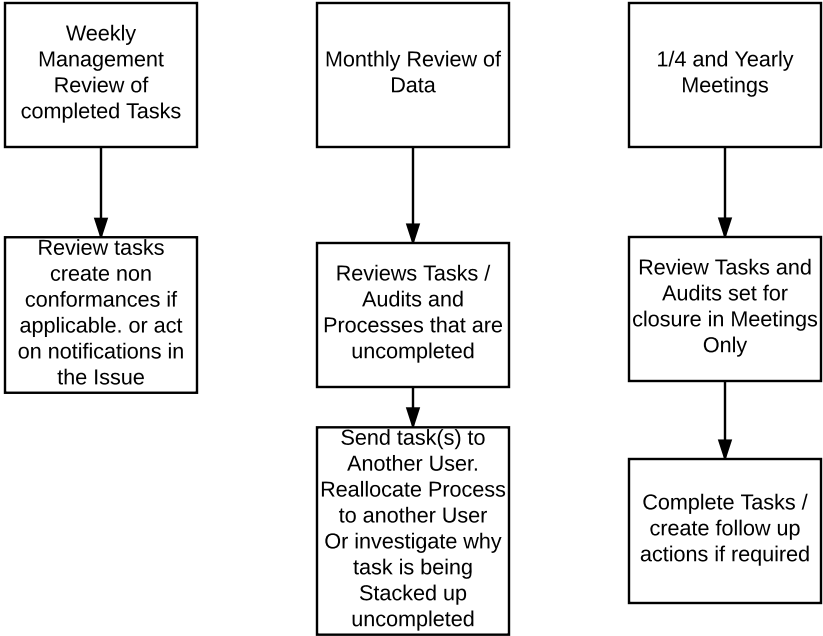 Weekly
Management
Review of
completed Tasks
Review tasks
create non
conformances if
applicable. or act
on notifications in
the Issue
Monthly Review of
Data
Reviews Tasks /
Audits and
Processes that are
uncompleted
Send task(s) to
Another User.
Reallocate Process
to another User
Or investigate why
task is being
Stacked up
uncompleted
1/4 and Yearly
Meetings
Review Tasks and
Audits set for
closure in Meetings
Only
Complete Tasks /
create follow up
actions if required